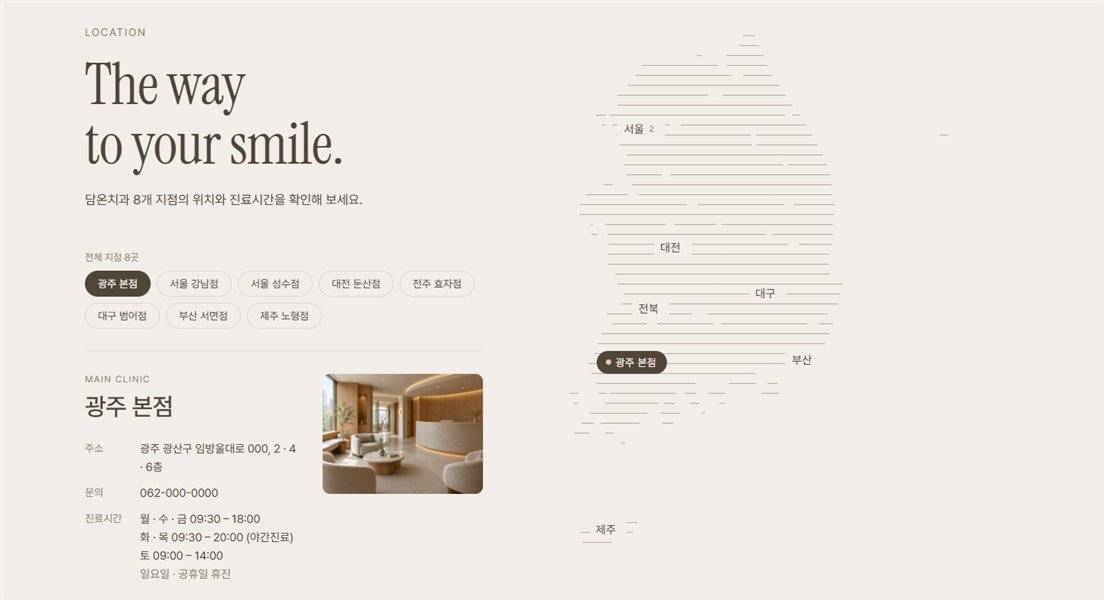 LOCATION
The way
to your smile.
담온치과 8개 지점의 위치와 진료시간을 확인해 보세요.
전체 지점 8곳
광주 본점
서울 강남점
서울 성수점
대전 둔산점
전주 효자점
대구 범어점
부산 서면점
제주 노형점
MAIN CLINIC
광주 본점
주소
광주 광산구 임방울대로 000, 2 · 4
· 6층
문의
062-000-0000
진료시간
월 · 수 · 금 09:30 – 18:00
화 · 목 09:30 – 20:00 (야간진료)
토 09:00 – 14:00
일요일 · 공휴일 휴진
서울 2
대전
대구
전북
광주 본점
부산
제주